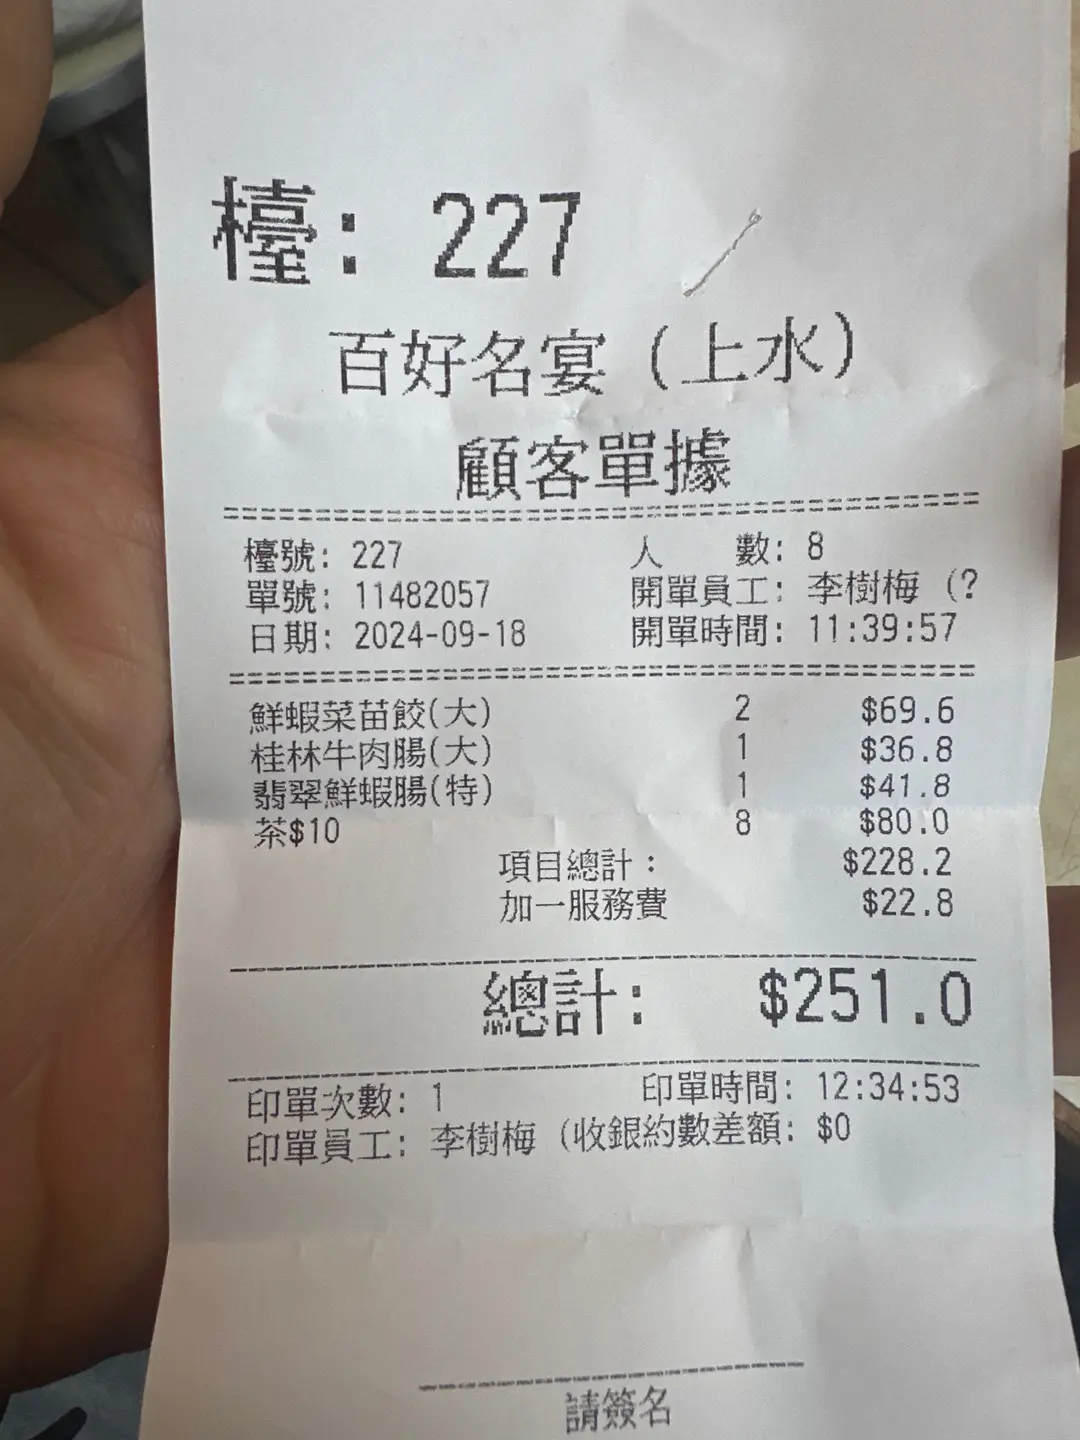 檯: 227
百好名宴(上水)
顧客單據
檯號: 227 人 數: 8
單號: 11482057 開單員工: 李樹梅 (?
日期: 2024-09-18 開單時間: 11:39:57
鮮蝦菜苗餃(大) 2 $69.6
桂林牛肉腸(大) 1 $36.8
翡翠鮮蝦腸(特) 1 $41.8
茶$10 8 $80.0
項目總計: $228.2
加一服務費 $22.8
總計: $251.0
印單次數: 1 印單時間: 12:34:53
印單員工: 李樹梅 (收銀約數差額: $0
請簽名